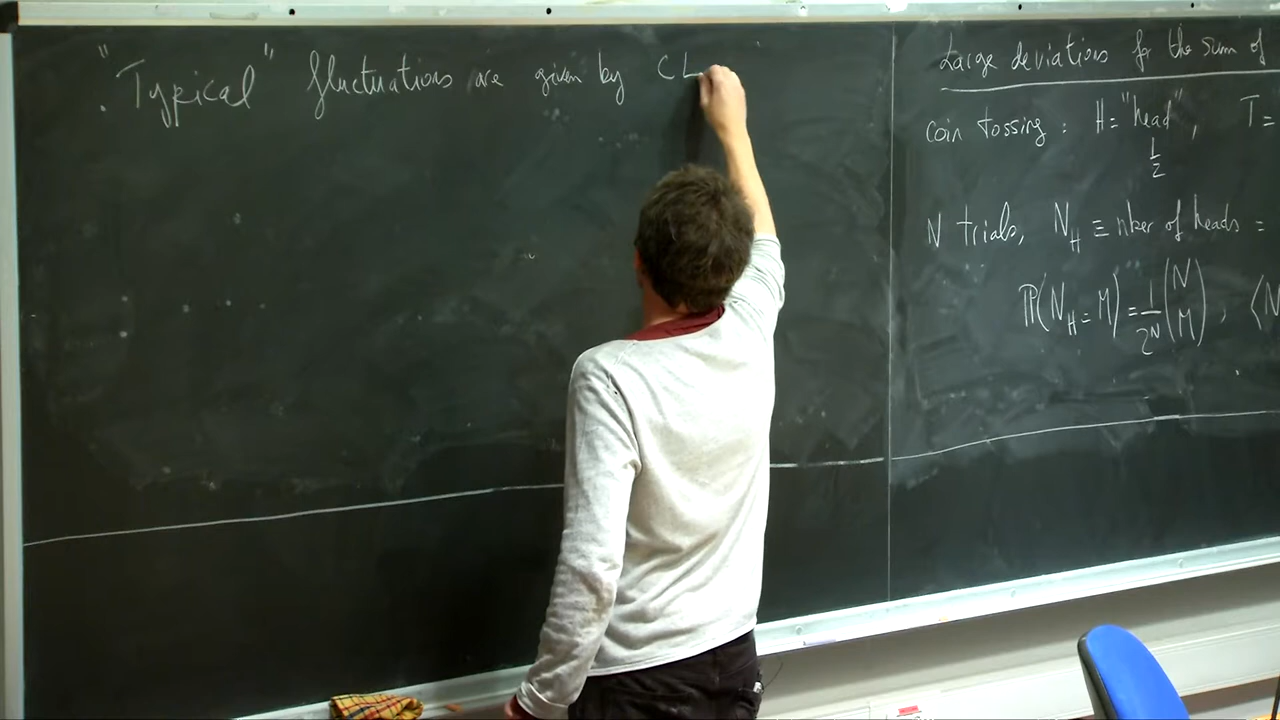 . "Typical" fluctuations are given by CL
Large deviations for the sum of
coin tossing : H = "head", T =
1/2
N trials, N_H ≡ nber of heads =
ℙ(N_H = M) = 1/2^N (N M), ⟨N